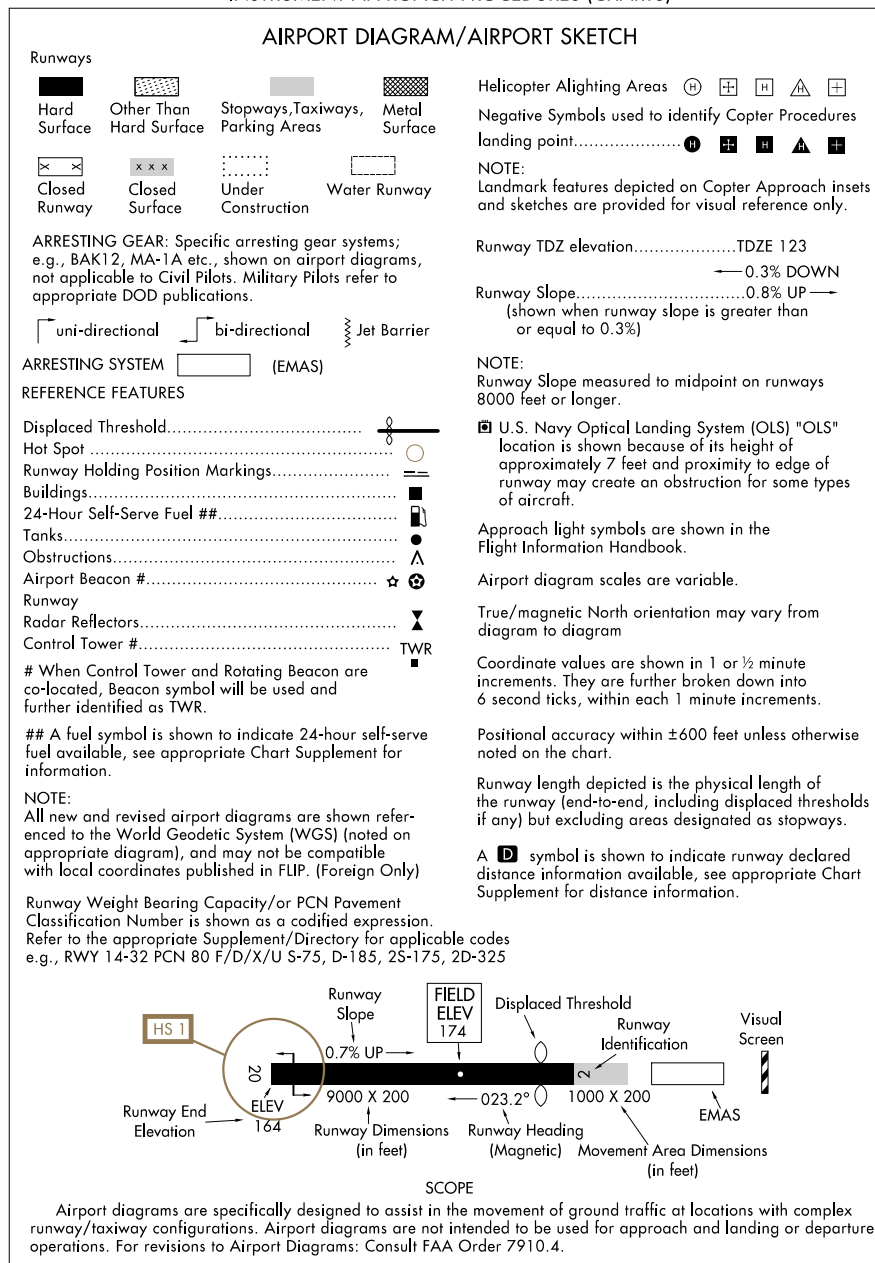 AIRPORT DIAGRAM/AIRPORT SKETCH
Runways
Hard
Surface
Other Than
Hard Surface
Stopways,Taxiways,
Parking Areas
Metal
Surface
x x
x x x
Closed
Runway
Closed
Surface
Under
Construction
Water Runway
ARRESTING GEAR: Specific arresting gear systems;
e.g., BAK12, MA-1A etc., shown on airport diagrams,
not applicable to Civil Pilots. Military Pilots refer to
appropriate DOD publications.
uni-directional
bi-directional
Jet Barrier
ARRESTING SYSTEM
(EMAS)
REFERENCE FEATURES
Displaced Threshold
Hot Spot
Runway Holding Position Markings
Buildings
24-Hour Self-Serve Fuel ##
Tanks
Obstructions
Airport Beacon #
Runway
Radar Reflectors
Control Tower #
TWR
# When Control Tower and Rotating Beacon are
co-located, Beacon symbol will be used and
further identified as TWR.
## A fuel symbol is shown to indicate 24-hour self-serve
fuel available, see appropriate Chart Supplement for
information.
NOTE:
All new and revised airport diagrams are shown refer-
enced to the World Geodetic System (WGS) (noted on
appropriate diagram), and may not be compatible
with local coordinates published in FLIP. (Foreign Only)
Runway Weight Bearing Capacity/or PCN Pavement
Classification Number is shown as a codified expression.
Refer to the appropriate Supplement/Directory for applicable codes
e.g., RWY 14-32 PCN 80 F/D/X/U S-75, D-185, 2S-175, 2D-325
Helicopter Alighting Areas H H H
Negative Symbols used to identify Copter Procedures
landing point H H H
NOTE:
Landmark features depicted on Copter Approach insets
and sketches are provided for visual reference only.
Runway TDZ elevation TDZE 123
0.3% DOWN
Runway Slope 0.8% UP
(shown when runway slope is greater than
or equal to 0.3%)
NOTE:
Runway Slope measured to midpoint on runways
8000 feet or longer.
U.S. Navy Optical Landing System (OLS) "OLS"
location is shown because of its height of
approximately 7 feet and proximity to edge of
runway may create an obstruction for some types
of aircraft.
Approach light symbols are shown in the
Flight Information Handbook.
Airport diagram scales are variable.
True/magnetic North orientation may vary from
diagram to diagram
Coordinate values are shown in 1 or ½ minute
increments. They are further broken down into
6 second ticks, within each 1 minute increments.
Positional accuracy within ±600 feet unless otherwise
noted on the chart.
Runway length depicted is the physical length of
the runway (end-to-end, including displaced thresholds
if any) but excluding areas designated as stopways.
A D symbol is shown to indicate runway declared
distance information available, see appropriate Chart
Supplement for distance information.
HS 1
Runway
Slope
0.7% UP
FIELD
ELEV
174
Displaced Threshold
Runway
Identification
Visual
Screen
20
2
ELEV
164
Runway End
Elevation
9000 X 200
Runway Dimensions
(in feet)
023.2°
Runway Heading
(Magnetic)
1000 X 200
Movement Area Dimensions
(in feet)
EMAS
SCOPE
Airport diagrams are specifically designed to assist in the movement of ground traffic at locations with complex
runway/taxiway configurations. Airport diagrams are not intended to be used for approach and landing or departure
operations. For revisions to Airport Diagrams: Consult FAA Order 7910.4.